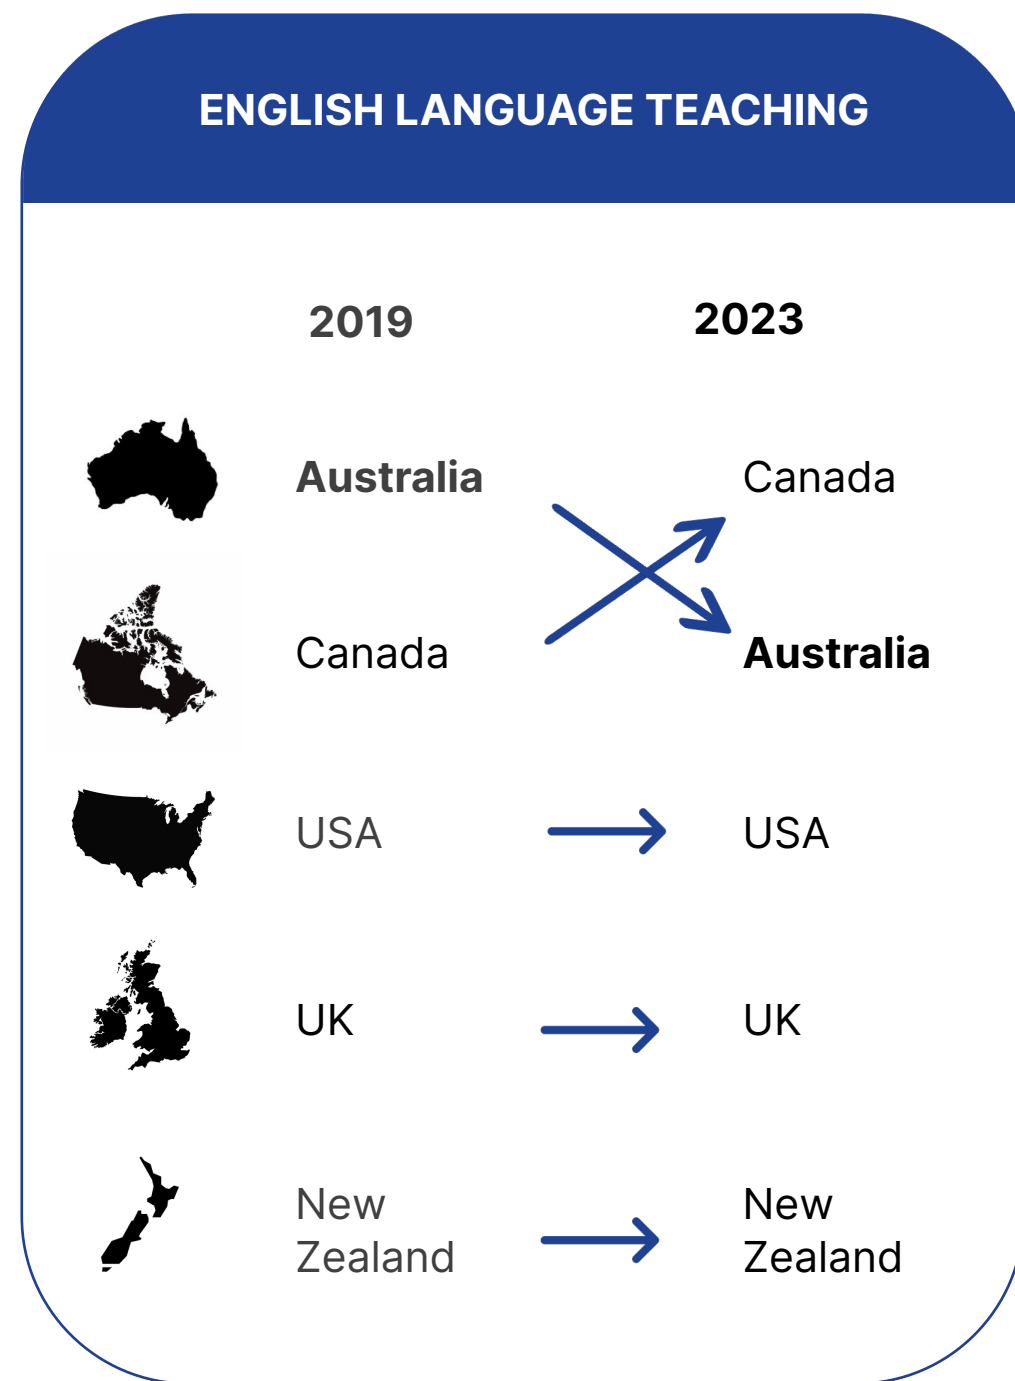 ENGLISH LANGUAGE TEACHING
2019 2023
Australia Canada
Canada Australia
USA USA
UK UK
New New
Zealand Zealand